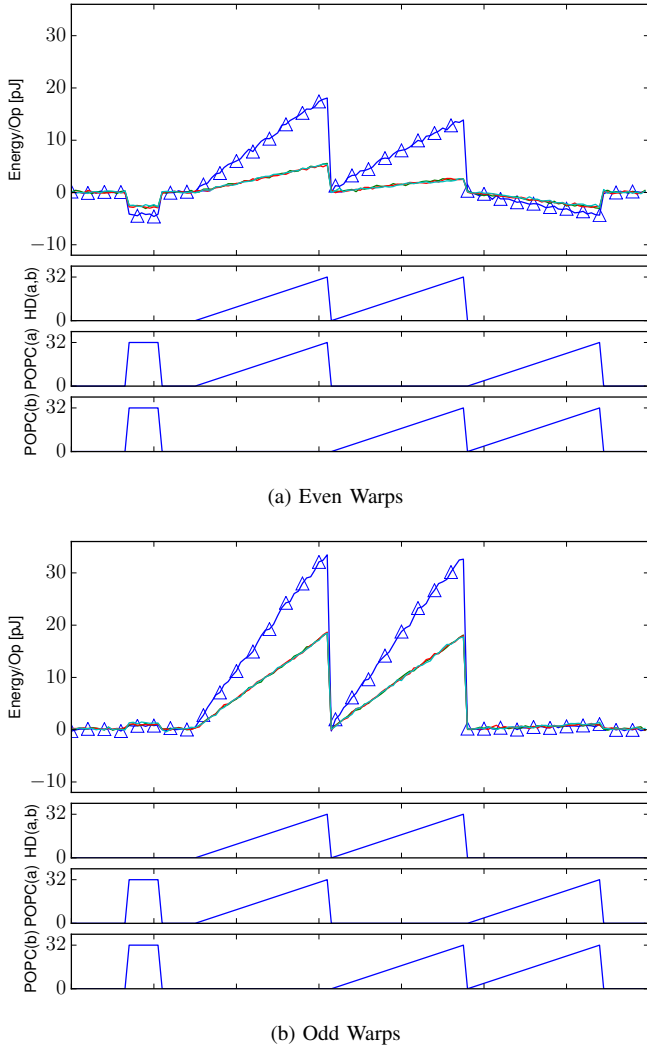 30
20
10
0
−10
Energy/Op [pJ]
32
0
HD(a,b)
32
0
POPC(a)
32
0
POPC(b)
(a) Even Warps
30
20
10
0
−10
Energy/Op [pJ]
32
0
HD(a,b)
32
0
POPC(a)
32
0
POPC(b)
(b) Odd Warps